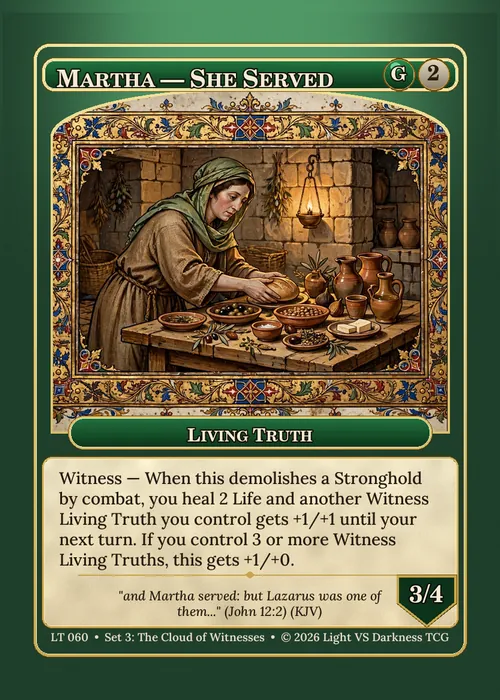 Martha — She Served
G 2
Living Truth
Witness — When this demolishes a Stronghold
by combat, you heal 2 Life and another Witness
Living Truth you control gets +1/+1 until your
next turn. If you control 3 or more Witness
Living Truths, this gets +1/+0.
"and Martha served: but Lazarus was one of
them..." (John 12:2) (KJV)
3/4
LT 060 • Set 3: The Cloud of Witnesses • © 2026 Light VS Darkness TCG